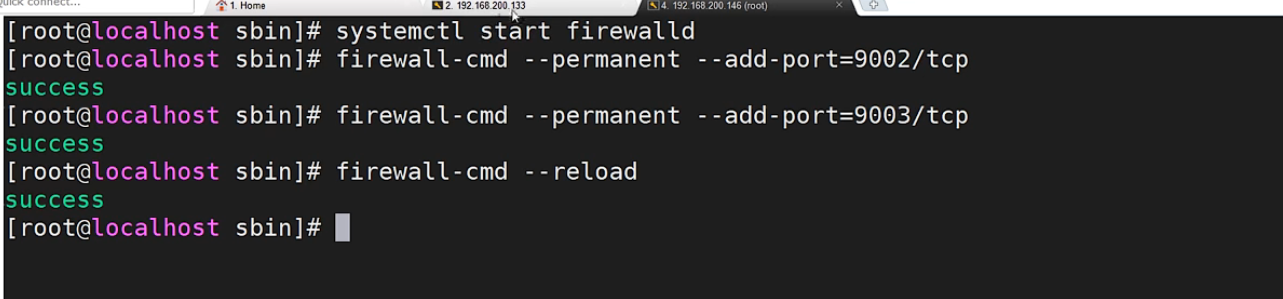 Quick connect...
1. Home
2. 192.168.200.133
4. 192.168.200.146 (root)
[root@localhost sbin]# systemctl start firewalld
[root@localhost sbin]# firewall-cmd --permanent --add-port=9002/tcp
success
[root@localhost sbin]# firewall-cmd --permanent --add-port=9003/tcp
success
[root@localhost sbin]# firewall-cmd --reload
success
[root@localhost sbin]#